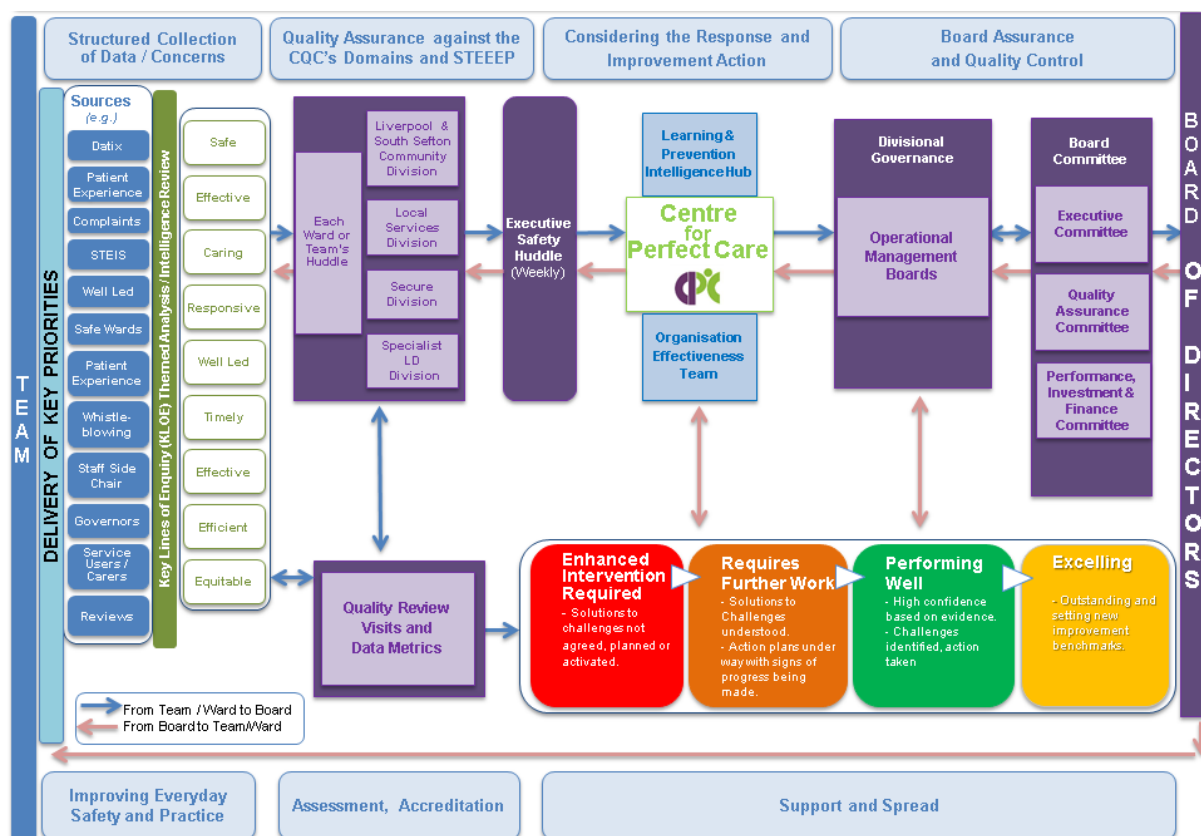 Structured Collection
of Data / Concerns
Quality Assurance against the
CQC's Domains and STEEEP
Considering the Response and
Improvement Action
Board Assurance
and Quality Control
TEAM
DELIVERY OF KEY PRIORITIES
Sources
(e.g.)
Datix
Patient
Experience
Complaints
STEIS
Well Led
Safe Wards
Patient
Experience
Whistle-
blowing
Staff Side
Chair
Governors
Service
Users /
Carers
Reviews
Key Lines of Enquiry (KLOE) Themed Analysis / Intelligence Review
Safe
Effective
Caring
Responsive
Well Led
Timely
Effective
Efficient
Equitable
Each
Ward or
Team's
Huddle
Liverpool &
South Sefton
Community
Division
Local
Services
Division
Secure
Division
Specialist
LD
Division
Executive
Safety
Huddle
(Weekly)
Learning &
Prevention
Intelligence Hub
Centre
for
Perfect Care
CPC
Organisation
Effectiveness
Team
Divisional
Governance
Operational
Management
Boards
Board
Committee
Executive
Committee
Quality
Assurance
Committee
Performance,
Investment &
Finance
Committee
BOARD OF DIRECTORS
Quality Review
Visits and
Data Metrics
Enhanced
Intervention
Required
- Solutions to
challenges not
agreed, planned or
activated.
Requires
Further Work
- Solutions to
Challenges
understood.
- Action plans under
way with signs of
progress being
made.
Performing
Well
- High confidence
based on evidence.
- Challenges
identified, action
taken
Excelling
- Outstanding and
setting new
improvement
benchmarks.
From Team / Ward to Board
From Board to Team/Ward
Improving Everyday
Safety and Practice
Assessment, Accreditation
Support and Spread